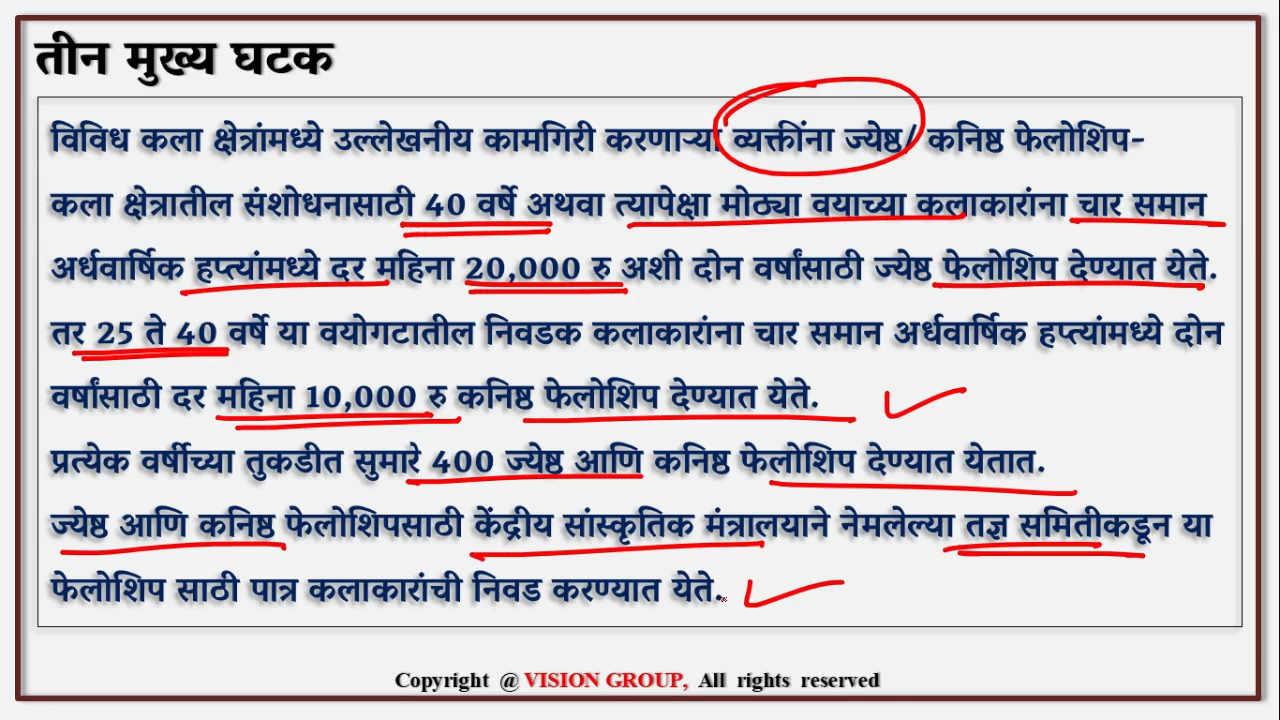 तीन मुख्य घटक
विविध कला क्षेत्रांमध्ये उल्लेखनीय कामगिरी करणाऱ्या व्यक्तींना ज्येष्ठ/ कनिष्ठ फेलोशिप-
कला क्षेत्रातील संशोधनासाठी 40 वर्षे अथवा त्यापेक्षा मोठ्या वयाच्या कलाकारांना चार समान
अर्धवार्षिक हप्त्यांमध्ये दर महिना 20,000 रु अशी दोन वर्षांसाठी ज्येष्ठ फेलोशिप देण्यात येते.
तर 25 ते 40 वर्षे या वयोगटातील निवडक कलाकारांना चार समान अर्धवार्षिक हप्त्यांमध्ये दोन
वर्षांसाठी दर महिना 10,000 रु कनिष्ठ फेलोशिप देण्यात येते.
प्रत्येक वर्षीच्या तुकडीत सुमारे 400 ज्येष्ठ आणि कनिष्ठ फेलोशिप देण्यात येतात.
ज्येष्ठ आणि कनिष्ठ फेलोशिपसाठी केंद्रीय सांस्कृतिक मंत्रालयाने नेमलेल्या तज्ञ समितीकडून या
फेलोशिप साठी पात्र कलाकारांची निवड करण्यात येते.
Copyright @ VISION GROUP, All rights reserved